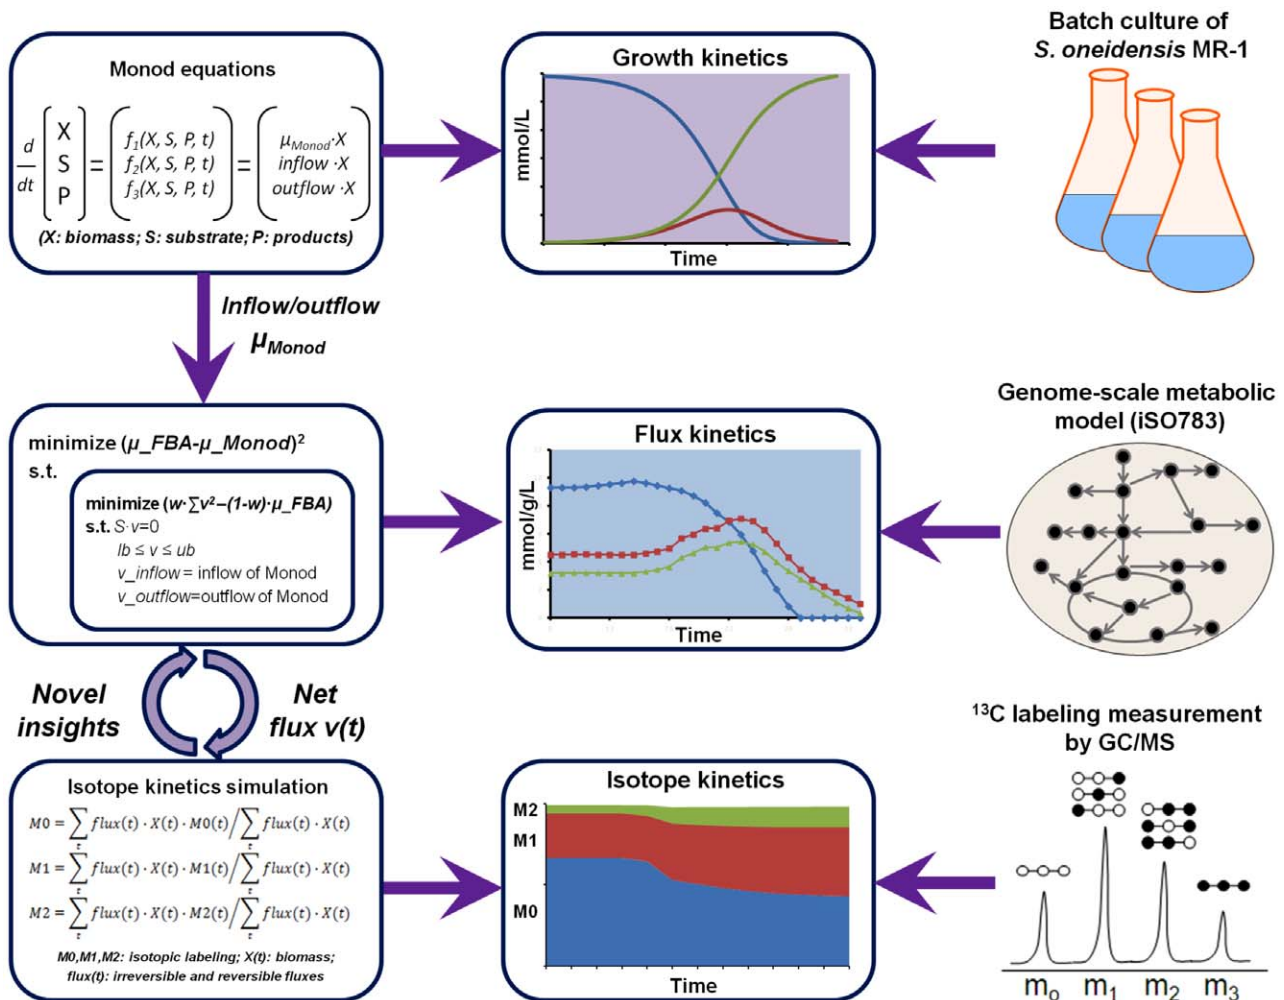 Batch culture of
S. oneidensis MR-1
Monod equations
d/dt [X S P] = (f1(X, S, P, t) f2(X, S, P, t) f3(X, S, P, t)) = (μMonod·X inflow ·X outflow ·X)
(X: biomass; S: substrate; P: products)
Growth kinetics
mmol/L
Time
Inflow/outflow
μMonod
minimize (μ_FBA-μ_Monod)²
s.t.
minimize (w·∑v²–(1-w)·μ_FBA)
s.t. S·v=0
lb ≤ v ≤ ub
v_inflow = inflow of Monod
v_outflow=outflow of Monod
Flux kinetics
mmol/g/L
Time
Genome-scale metabolic
model (iSO783)
Novel
insights
Net
flux v(t)
Isotope kinetics simulation
M0 = ∑t flux(t) · X(t) · M0(t) / ∑t flux(t) · X(t)
M1 = ∑t flux(t) · X(t) · M1(t) / ∑t flux(t) · X(t)
M2 = ∑t flux(t) · X(t) · M2(t) / ∑t flux(t) · X(t)
M0,M1,M2: isotopic labeling; X(t): biomass;
flux(t): irreversible and reversible fluxes
Isotope kinetics
M2
M1
M0
Time
¹³C labeling measurement
by GC/MS
mo m1 m2 m3